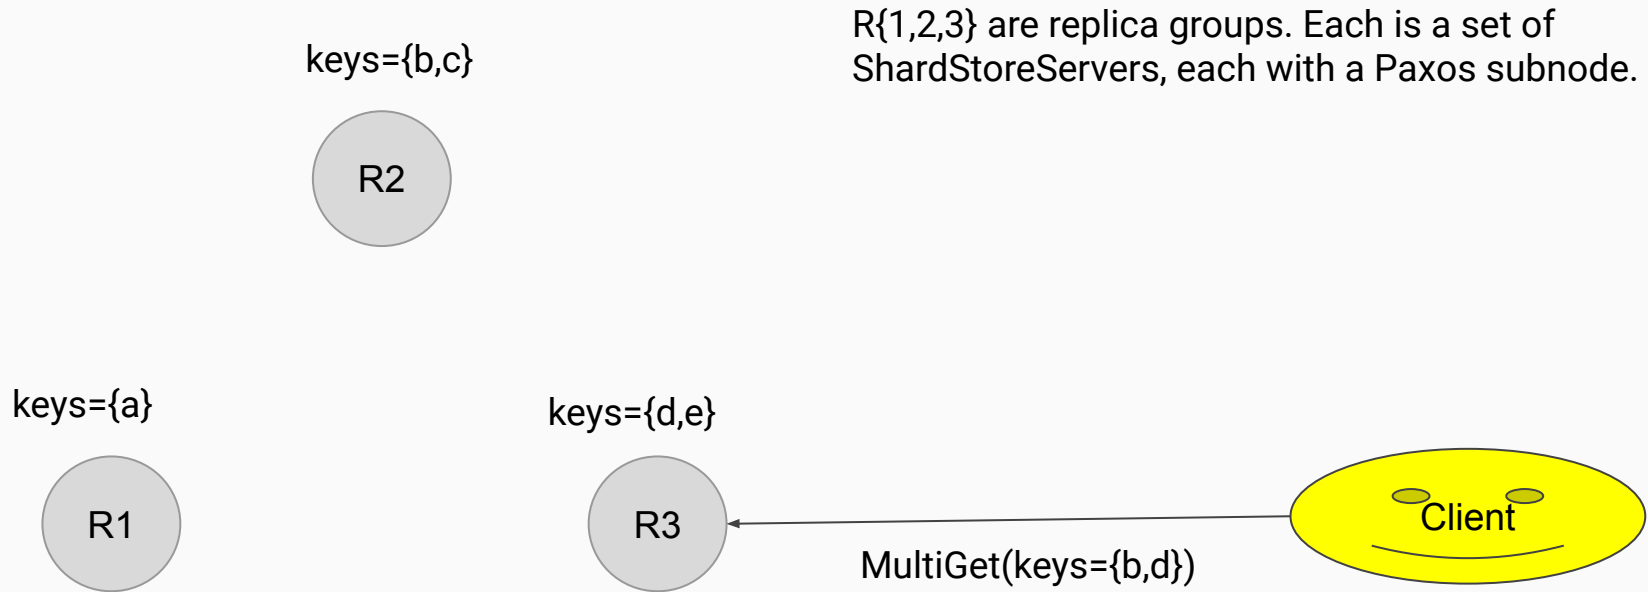 R{1,2,3} are replica groups. Each is a set of
ShardStoreServers, each with a Paxos subnode.
keys={b,c}
R2
keys={a}
keys={d,e}
R1
R3
Client
MultiGet(keys={b,d})